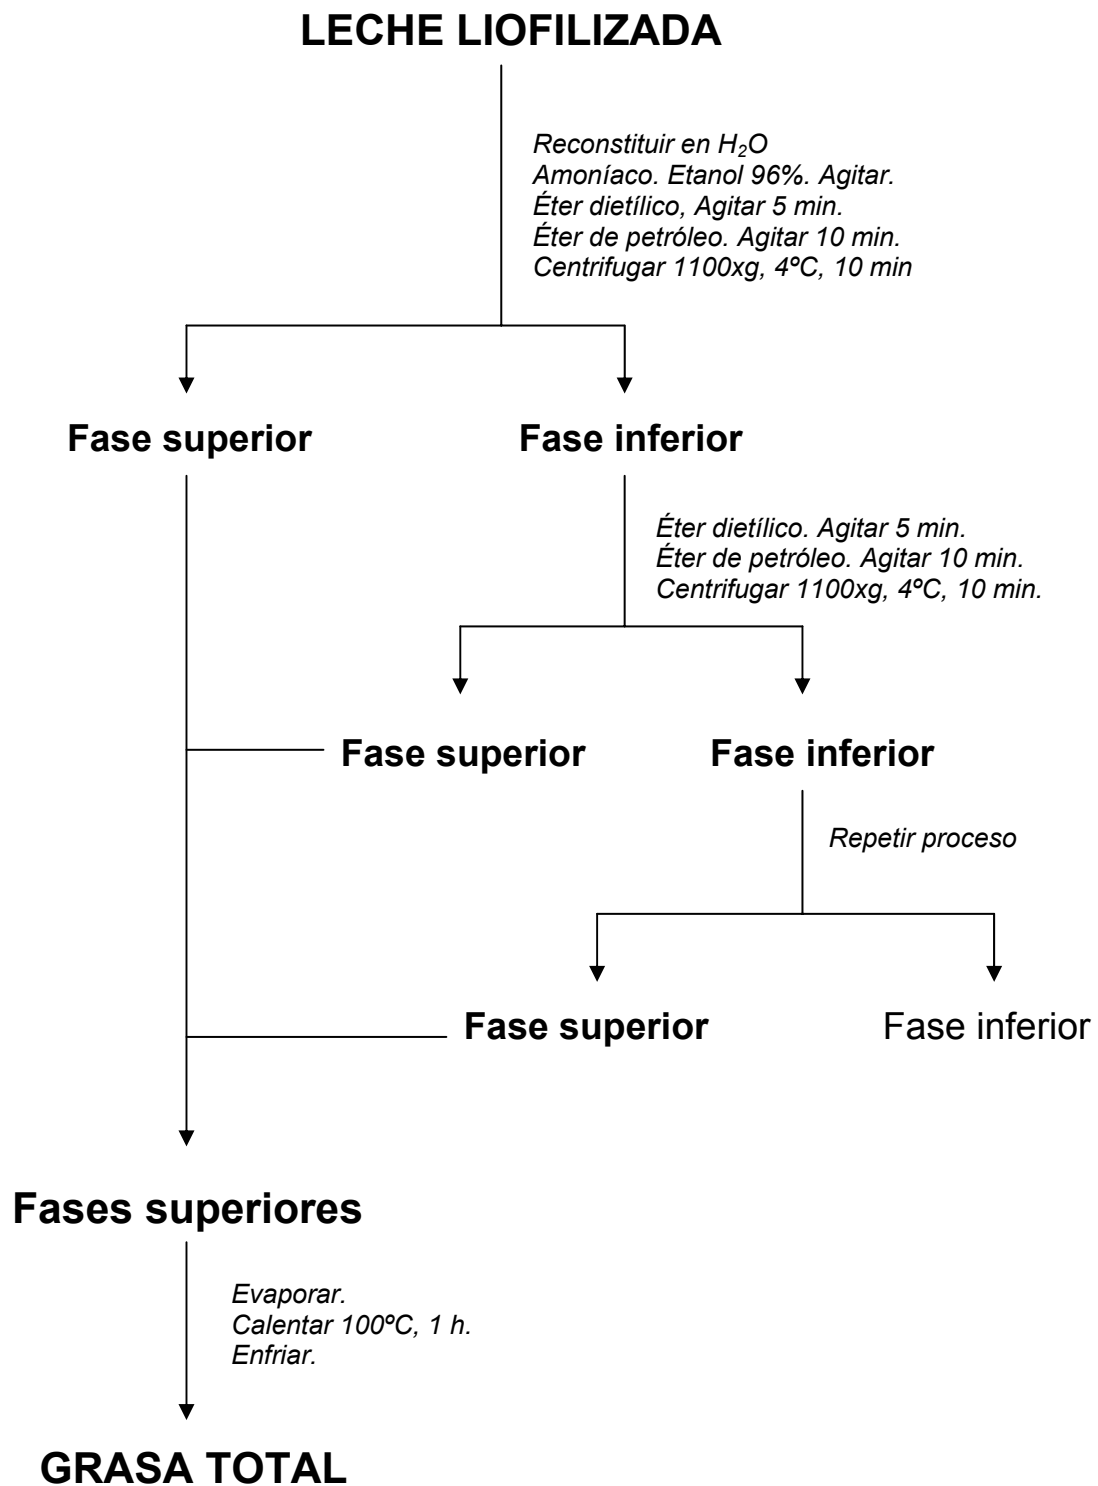 LECHE LIOFILIZADA
Reconstituir en H₂O
Amoníaco. Etanol 96%. Agitar.
Éter dietílico, Agitar 5 min.
Éter de petróleo. Agitar 10 min.
Centrifugar 1100xg, 4ºC, 10 min
Fase superior
Fase inferior
Éter dietílico. Agitar 5 min.
Éter de petróleo. Agitar 10 min.
Centrifugar 1100xg, 4ºC, 10 min.
Fase superior
Fase inferior
Repetir proceso
Fase superior
Fase inferior
Fases superiores
Evaporar.
Calentar 100ºC, 1 h.
Enfriar.
GRASA TOTAL